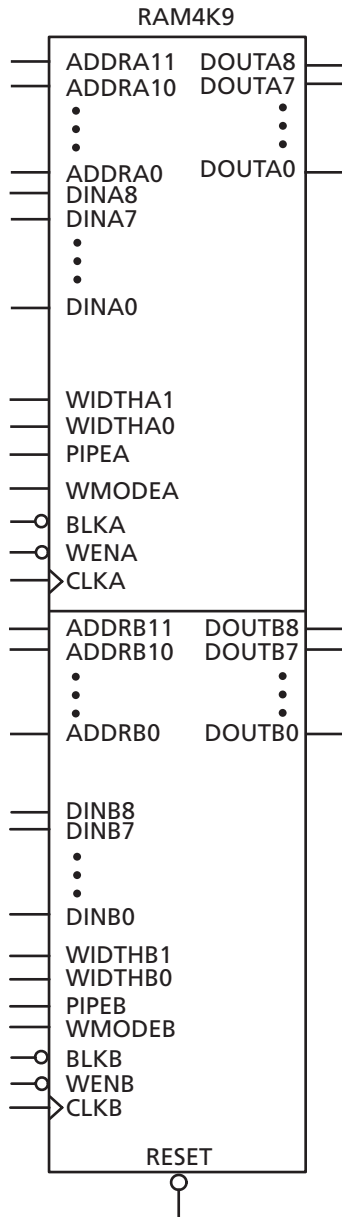 RAM4K9
ADDRA11 DOUTA8
ADDRA10 DOUTA7
ADDRA0 DOUTA0
DINA8
DINA7
DINA0
WIDTHA1
WIDTHA0
PIPEA
WMODEA
BLKA
WENA
CLKA
ADDRB11 DOUTB8
ADDRB10 DOUTB7
ADDRB0 DOUTB0
DINB8
DINB7
DINB0
WIDTHB1
WIDTHB0
PIPEB
WMODEB
BLKB
WENB
CLKB
RESET